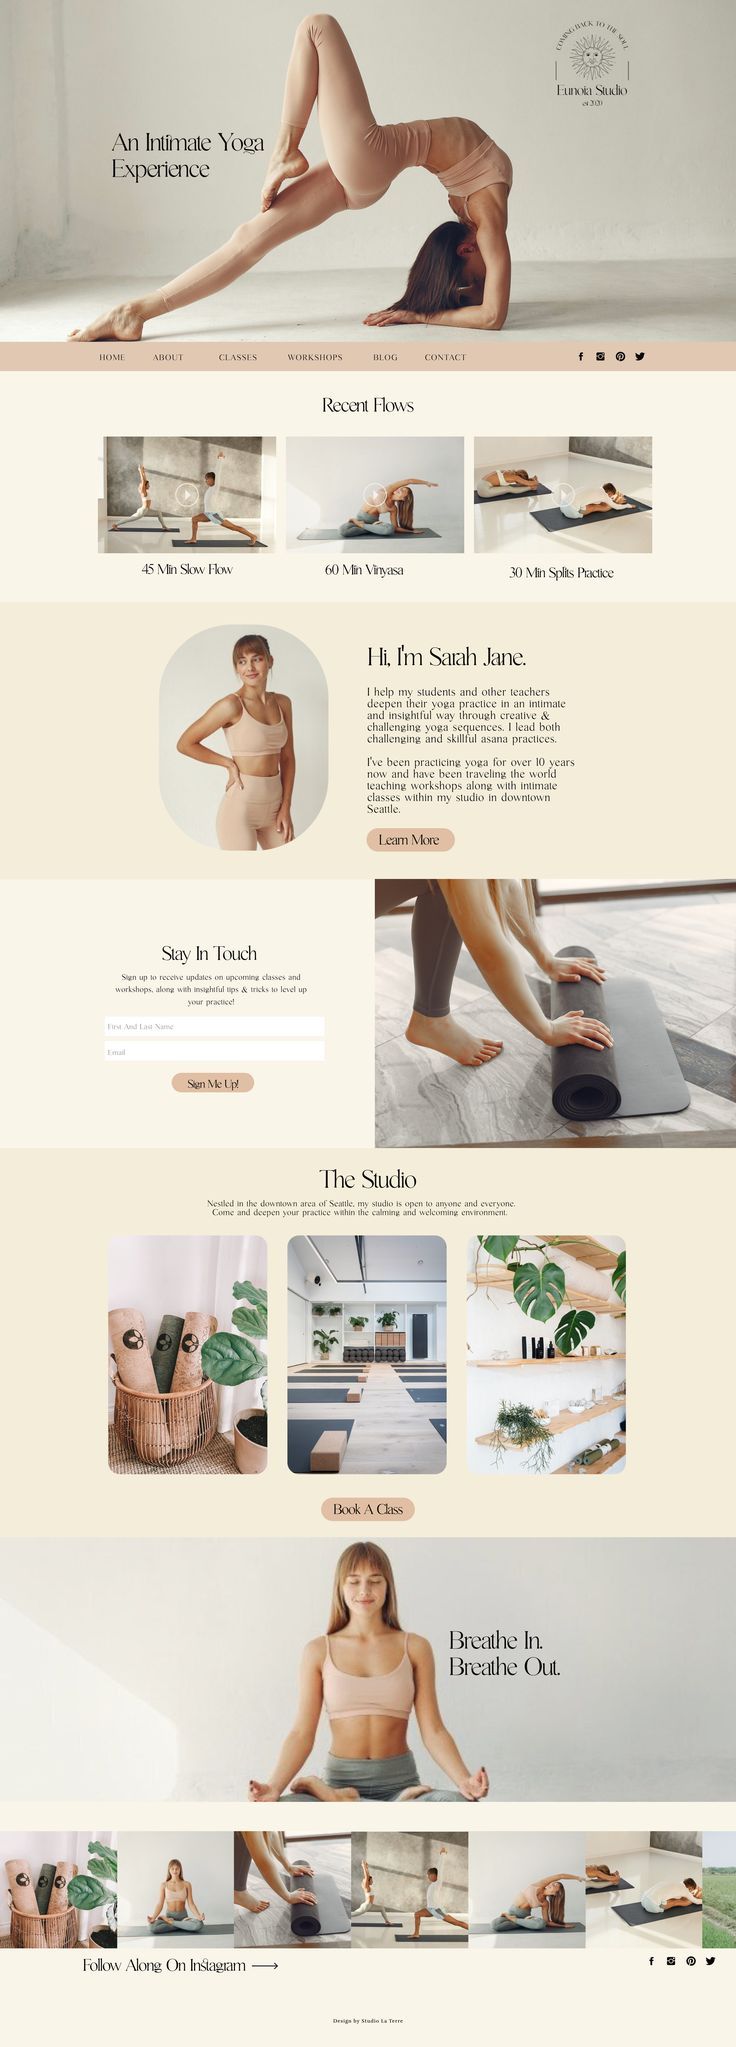 COMING BACK TO THE SOUL
Eunoia Studio
est 2020
An Intimate Yoga
Experience
HOME ABOUT CLASSES WORKSHOPS BLOG CONTACT
Recent Flows
45 Min Slow Flow
60 Min Vinyasa
30 Min Splits Practice
Hi, I'm Sarah Jane.
I help my students and other teachers
deepen their yoga practice in an intimate
and insightful way through creative &
challenging yoga sequences. I lead both
challenging and skillful asana practices.
I've been practicing yoga for over 10 years
now and have been traveling the world
teaching workshops along with intimate
classes within my studio in downtown
Seattle.
Learn More
Stay In Touch
Sign up to receive updates on upcoming classes and
workshops, along with insightful tips & tricks to level up
your practice!
First And Last Name
Email
Sign Me Up!
The Studio
Nestled in the downtown area of Seattle, my studio is open to anyone and everyone.
Come and deepen your practice within the calming and welcoming environment.
Book A Class
Breathe In.
Breathe Out.
Follow Along On Instagram
Design by Studio La Terre